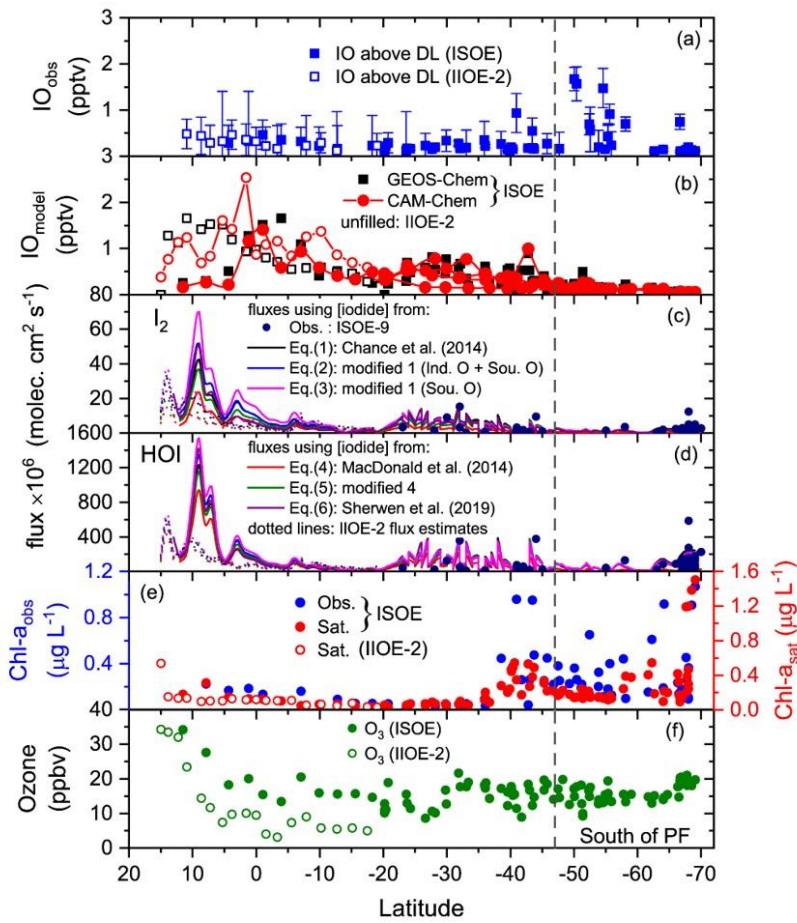 3
(a)
IO above DL (ISOE)
IO above DL (IIOE-2)
2
1
IOobs
(pptv)
3
(b)
GEOS-Chem
CAM-Chem
} ISOE
unfilled: IIOE-2
2
1
IOmodel
(pptv)
80
I2
(c)
fluxes using [iodide] from:
Obs. : ISOE-9
Eq.(1): Chance et al. (2014)
Eq.(2): modified 1 (Ind. O + Sou. O)
Eq.(3): modified 1 (Sou. O)
60
40
20
flux ×10⁶ (molec. cm² s⁻¹)
1600
HOI
(d)
fluxes using [iodide] from:
Eq.(4): MacDonald et al. (2014)
Eq.(5): modified 4
Eq.(6): Sherwen et al. (2019)
dotted lines: IIOE-2 flux estimates
1200
800
400
1.2
1.6
(e)
Obs.
Sat.
} ISOE
Sat. (IIOE-2)
0.8
0.4
Chl-aobs
(µg L⁻¹)
1.2
0.8
0.4
0.0
Chl-asat
(µg L⁻¹)
40
(f)
O3 (ISOE)
O3 (IIOE-2)
30
20
10
0
Ozone
(ppbv)
South of PF
20 10 0 -10 -20 -30 -40 -50 -60 -70
Latitude